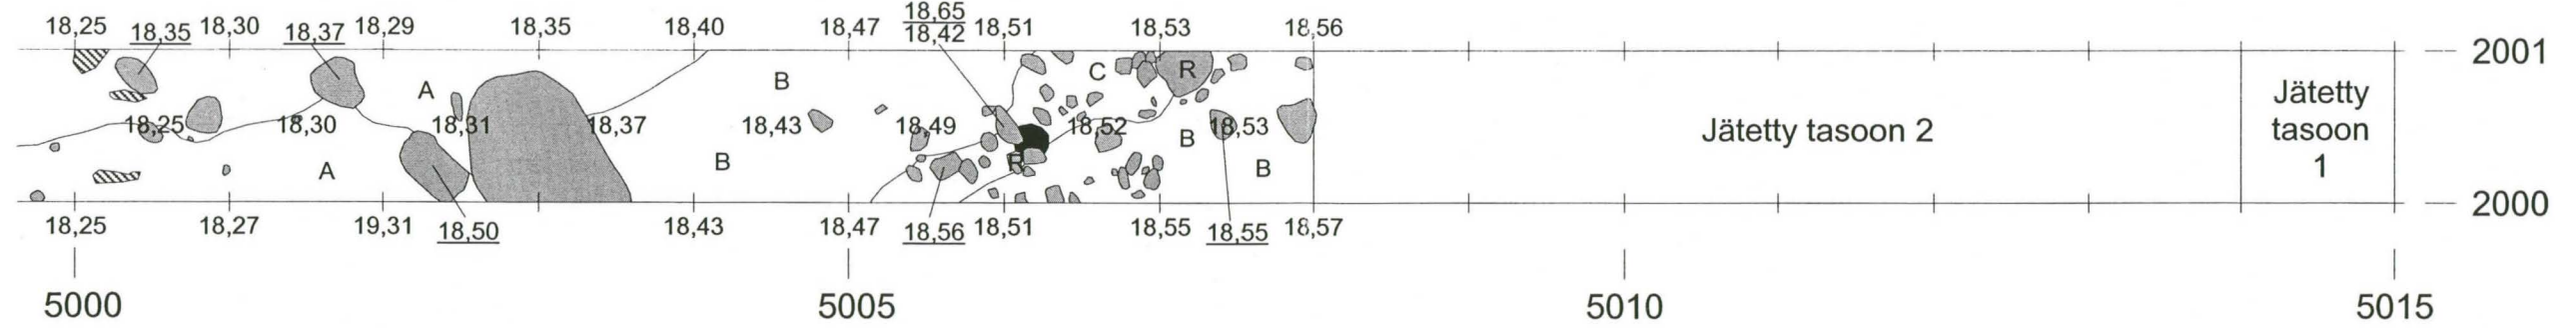 18,25 18,35 18,30 18,37 18,29 18,35 18,40 18,47 18,65 18,51 18,53 18,56
18,42
2001
A B C R
18,25 18,30 18,31 18,37 18,43 18,49 18,52 18,53
B
A B R B
Jätetty tasoon 2
Jätetty
tasoon
1
2000
18,25 18,27 19,31 18,50 18,43 18,47 18,56 18,51 18,55 18,55 18,57
5000 5005 5010 5015